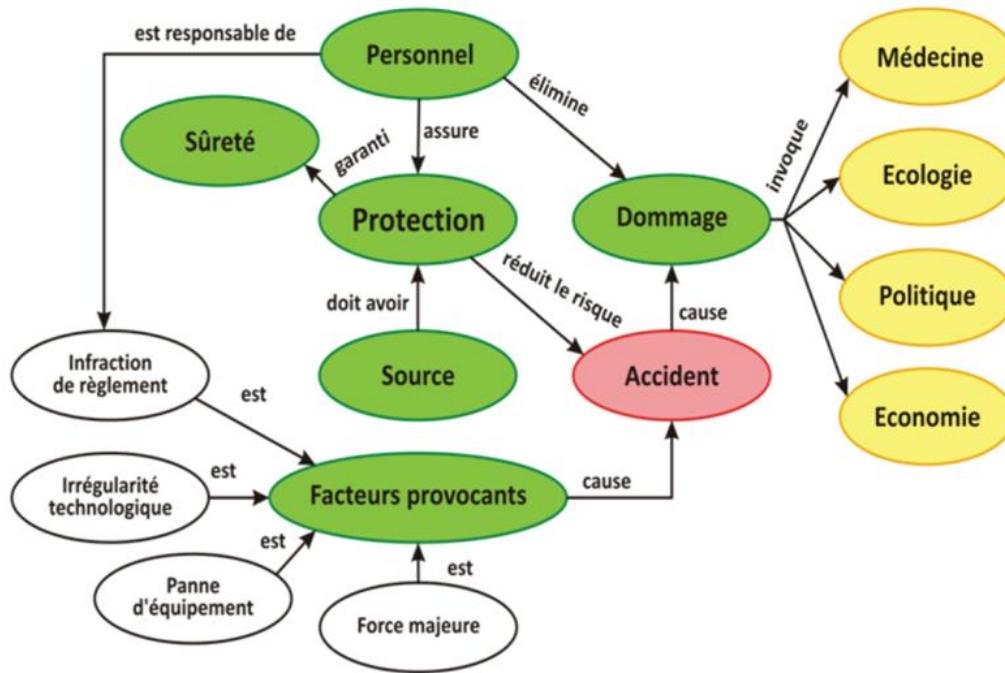 est responsable de
Personnel
Médecine
élimine
Sûreté
garanti
assure
invoque
Ecologie
Protection
Dommage
doit avoir
réduit le risque
cause
Politique
Infraction
de règlement
Source
Accident
Economie
est
Irrégularité
technologique
est
Facteurs provocants
cause
Panne
d'équipement
est
Force majeure
est